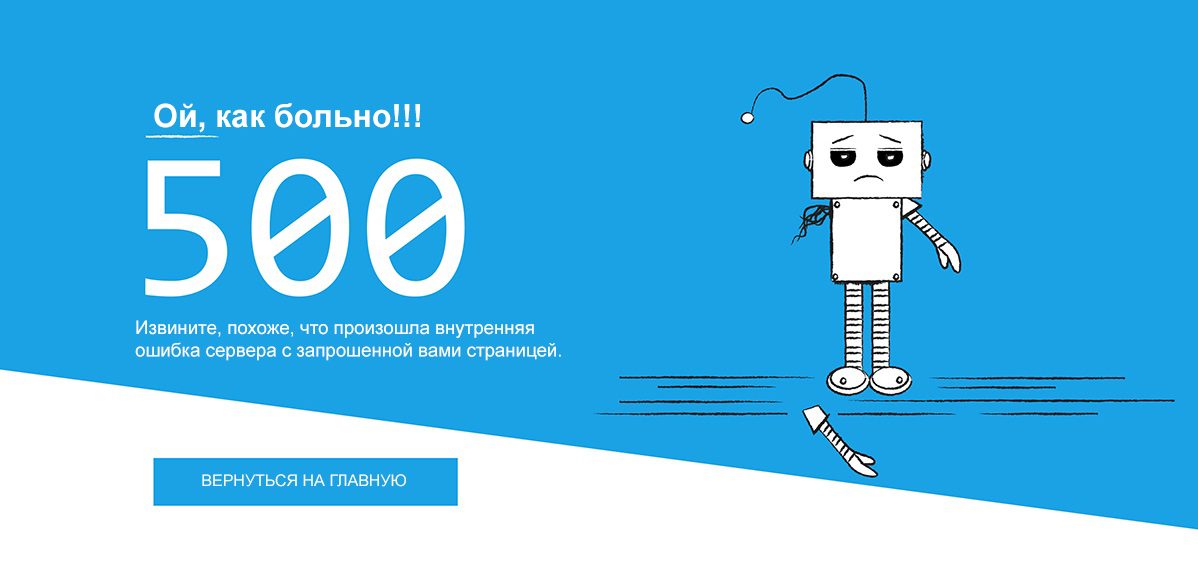 Ой, как больно!!!
500
Извините, похоже, что произошла внутренняя
ошибка сервера с запрошенной вами страницей.
ВЕРНУТЬСЯ НА ГЛАВНУЮ